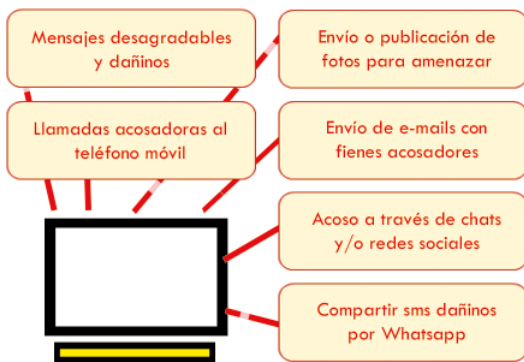 Mensajes desagradables
y dañinos
Envío o publicación de
fotos para amenazar
Llamadas acosadoras al
teléfono móvil
Envío de e-mails con
fienes acosadores
Acoso a través de chats
y/o redes sociales
Compartir sms dañinos
por Whatsapp